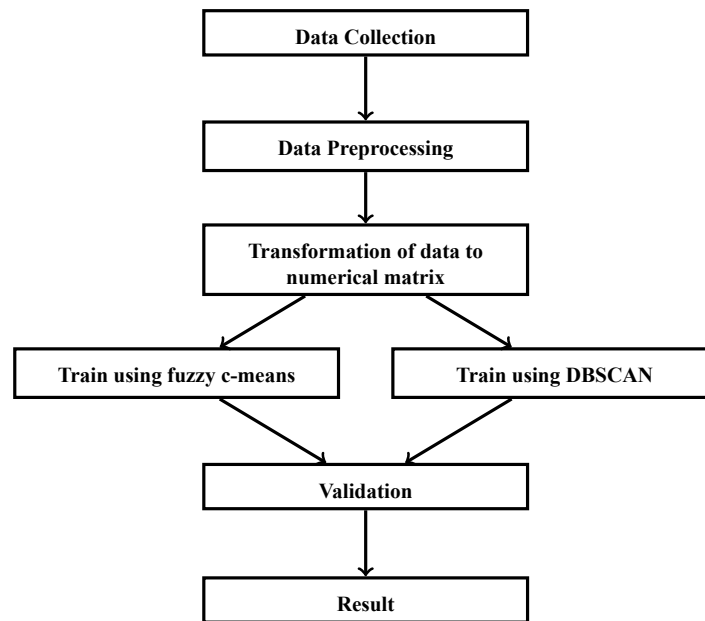 Data Collection
Data Preprocessing
Transformation of data to
numerical matrix
Train using fuzzy c-means
Train using DBSCAN
Validation
Result